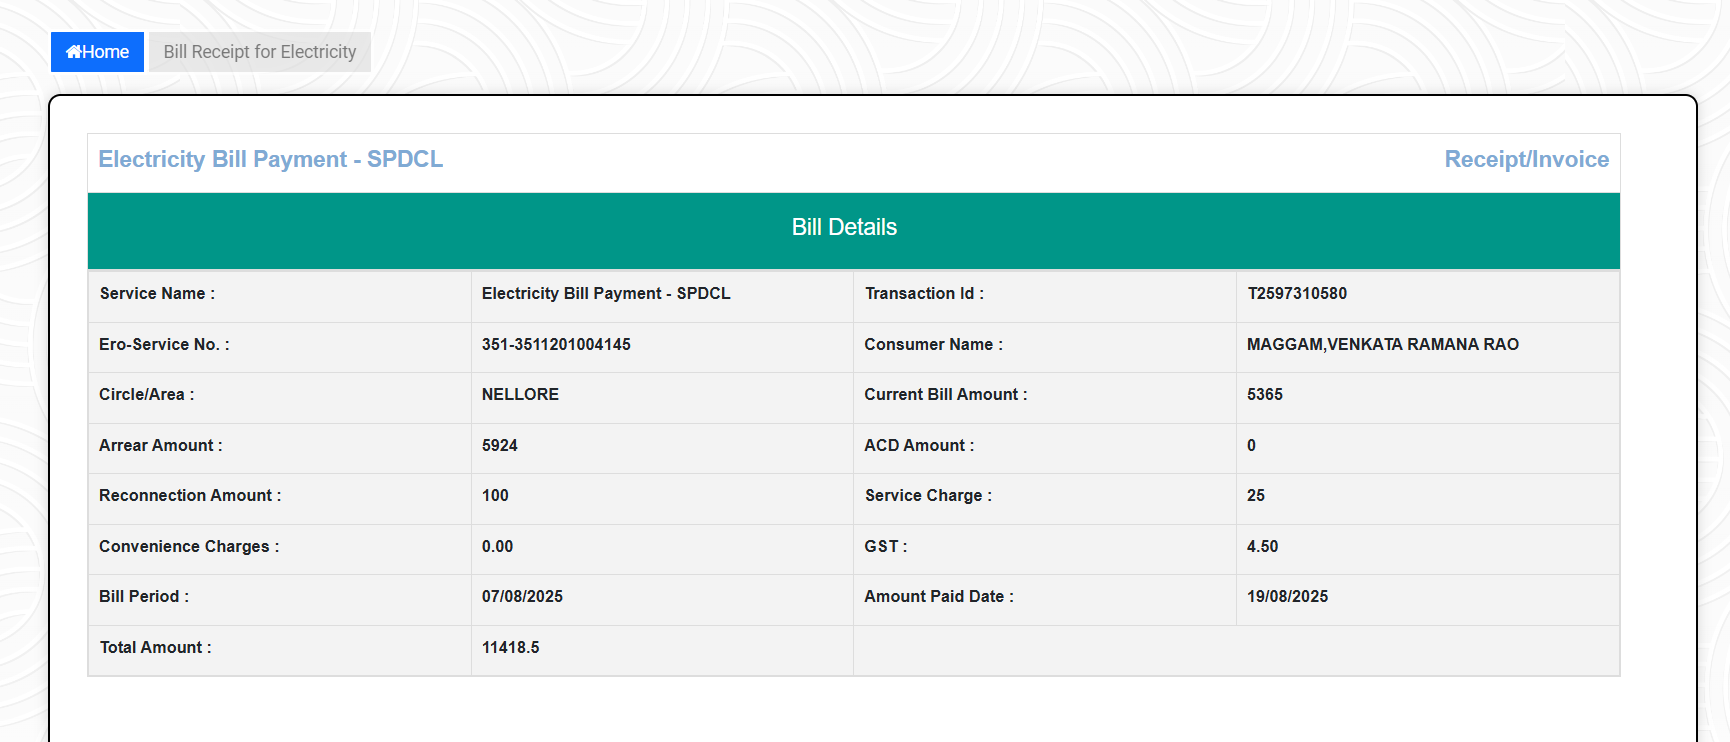 Home Bill Receipt for Electricity
Electricity Bill Payment - SPDCL Receipt/Invoice
Bill Details
Service Name : Electricity Bill Payment - SPDCL Transaction Id : T2597310580
Ero-Service No. : 351-3511201004145 Consumer Name : MAGGAM,VENKATA RAMANA RAO
Circle/Area : NELLORE Current Bill Amount : 5365
Arrear Amount : 5924 ACD Amount : 0
Reconnection Amount : 100 Service Charge : 25
Convenience Charges : 0.00 GST : 4.50
Bill Period : 07/08/2025 Amount Paid Date : 19/08/2025
Total Amount : 11418.5